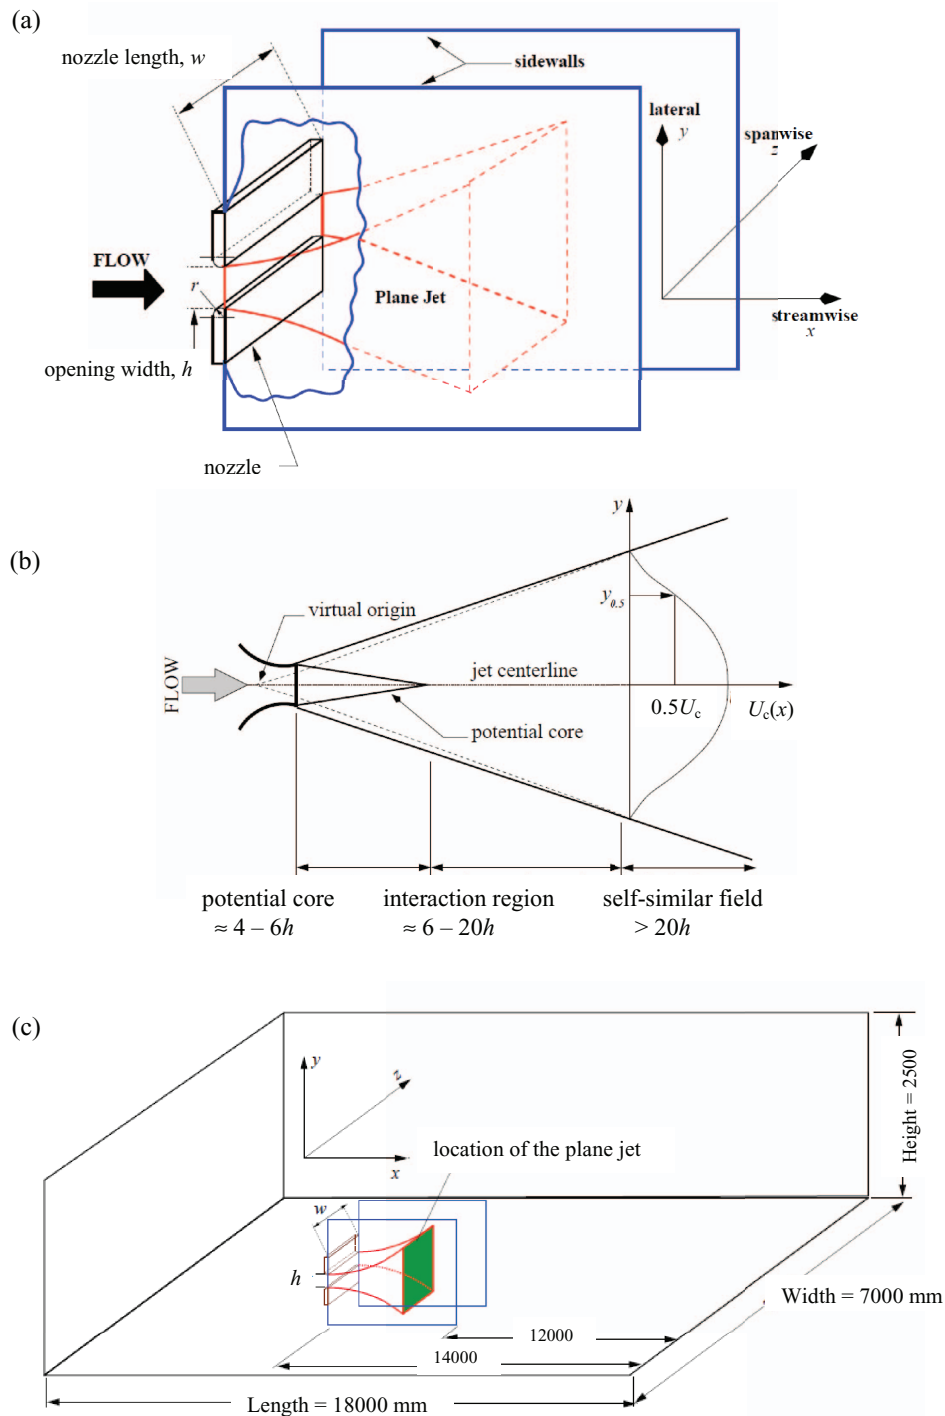 (a)
nozzle length, w
sidewalls
lateral
y
spanwise
z
FLOW
r
Plane Jet
streamwise
x
opening width, h
nozzle
(b)
y
virtual origin
y0.5
jet centerline
FLOW
0.5Uc
Uc(x)
potential core
potential core
≈ 4 – 6h
interaction region
≈ 6 – 20h
self-similar field
> 20h
(c)
y
z
x
Height = 2500
location of the plane jet
w
h
Width = 7000 mm
12000
14000
Length = 18000 mm